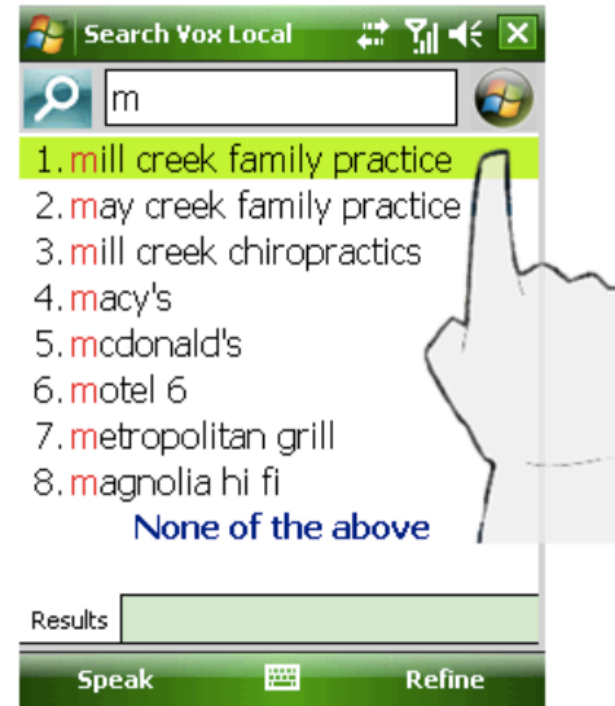 Search Vox Local
m
1. mill creek family practice
2. may creek family practice
3. mill creek chiropractics
4. macy's
5. mcdonald's
6. motel 6
7. metropolitan grill
8. magnolia hi fi
None of the above
Results
Speak Refine